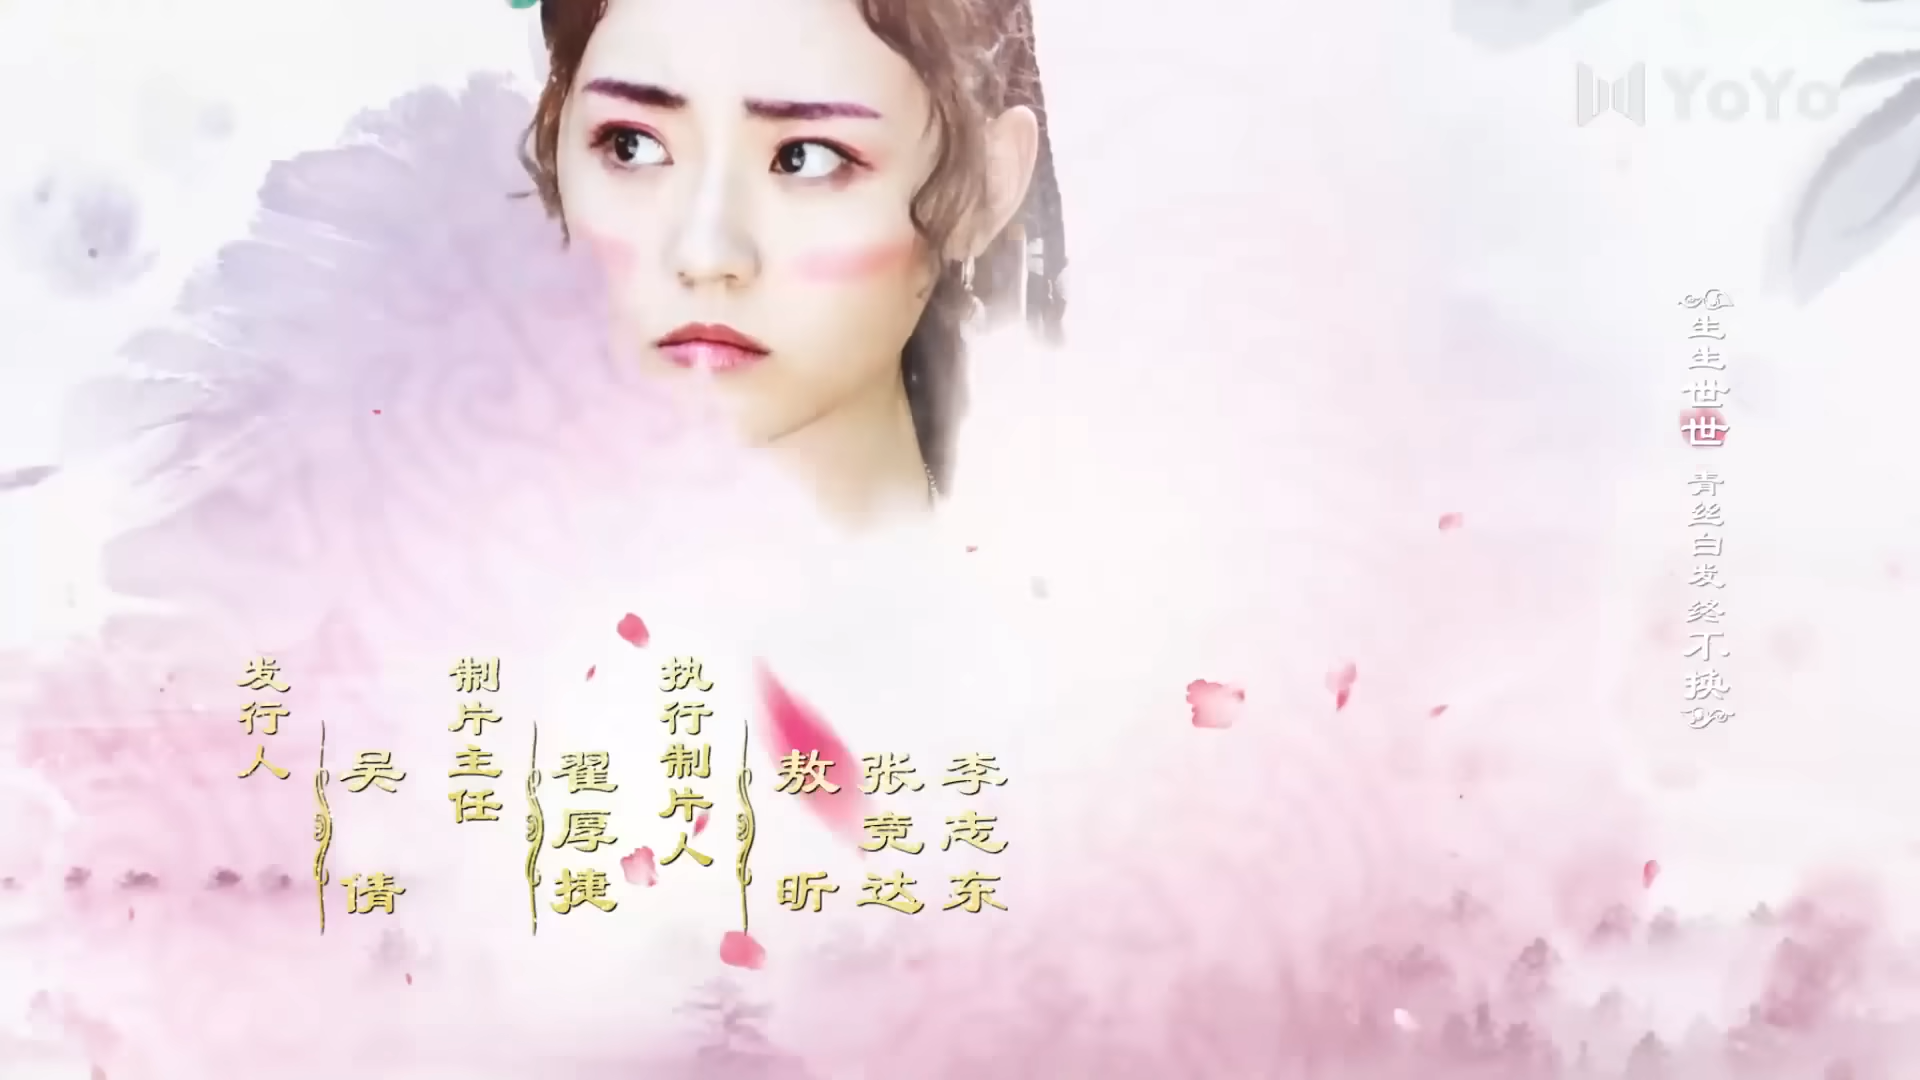 YoYo
生生世世 青丝白发终不换
发行人
吴倩
制片主任
翟厚捷
执行制片人
敖昕
张竞达
李志东